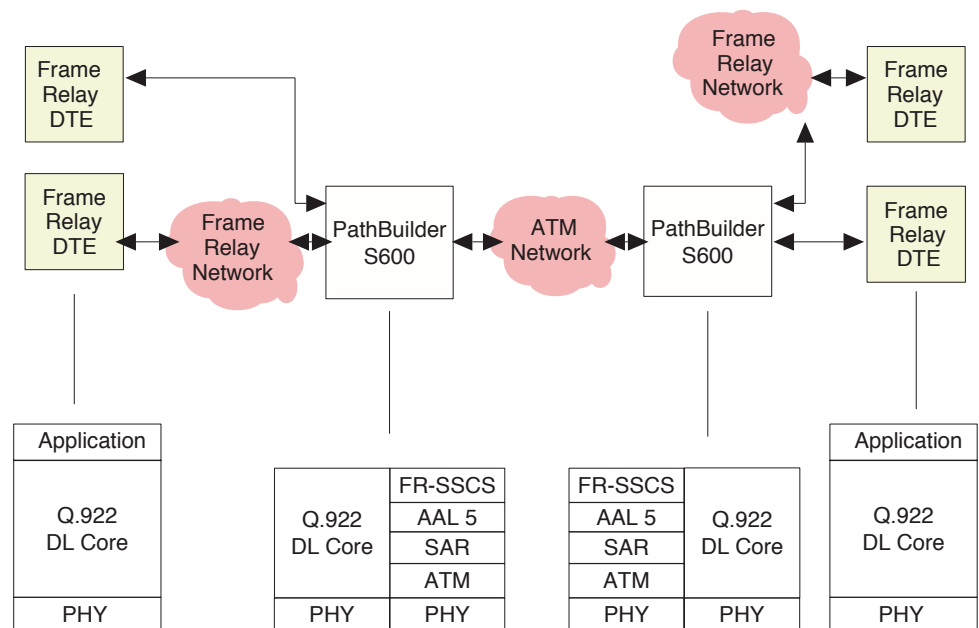 Frame
Relay
DTE
Frame
Relay
Network
Frame
Relay
DTE
Frame
Relay
DTE
Frame
Relay
Network
PathBuilder
S600
ATM
Network
PathBuilder
S600
Frame
Relay
DTE
Application
Q.922
DL Core
PHY
Q.922
DL Core
PHY
FR-SSCS
AAL 5
SAR
ATM
PHY
FR-SSCS
AAL 5
SAR
ATM
PHY
Q.922
DL Core
PHY
Application
Q.922
DL Core
PHY